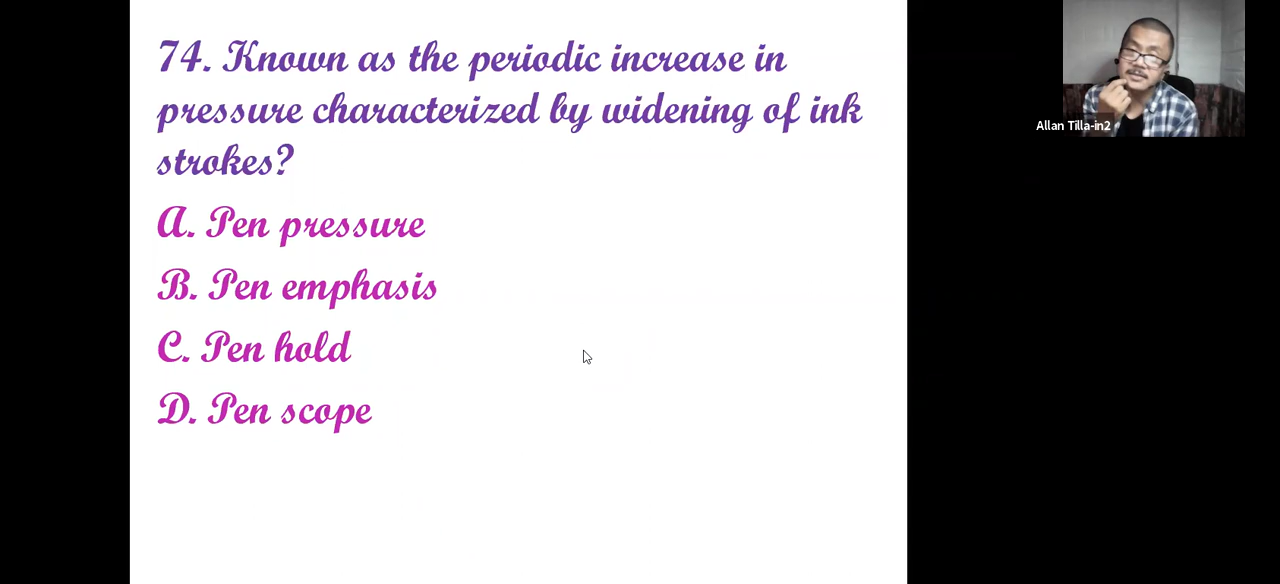 74. Known as the periodic increase in
pressure characterized by widening of ink
strokes?
A. Pen pressure
B. Pen emphasis
C. Pen hold
D. Pen scope
Allan Tilla-in2